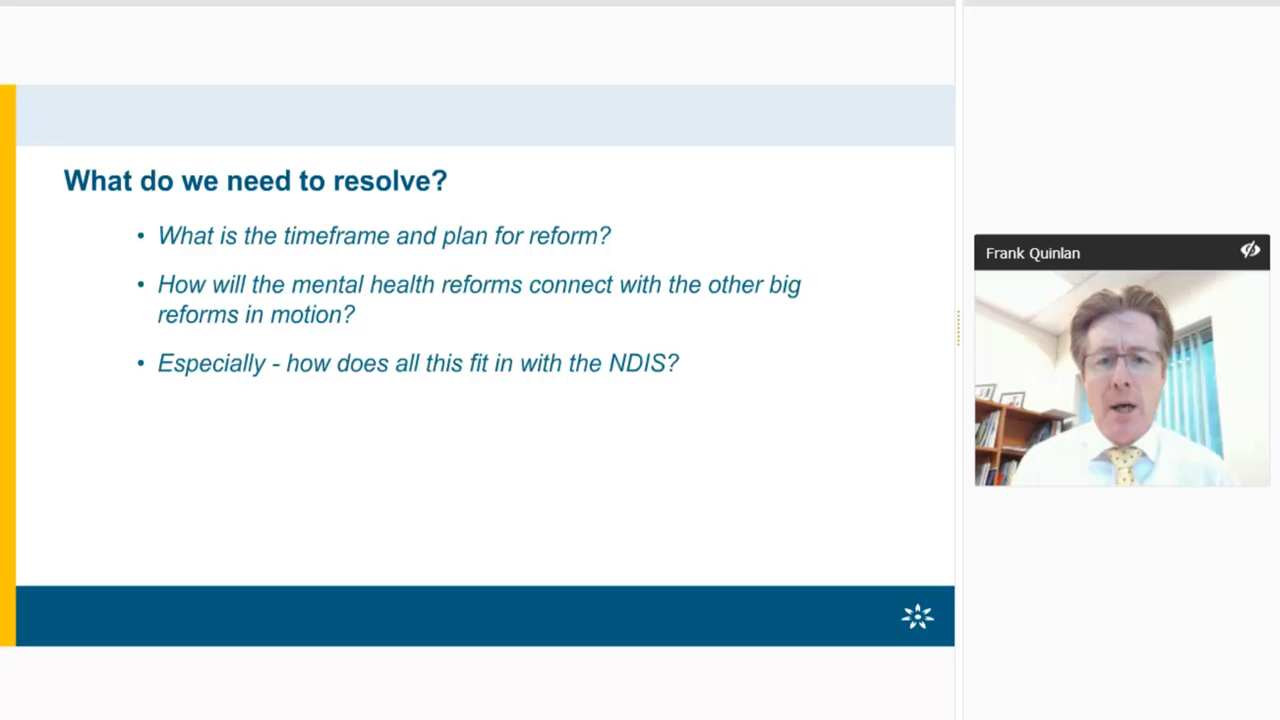 What do we need to resolve?
• What is the timeframe and plan for reform?
• How will the mental health reforms connect with the other big
reforms in motion?
• Especially - how does all this fit in with the NDIS?
Frank Quinlan